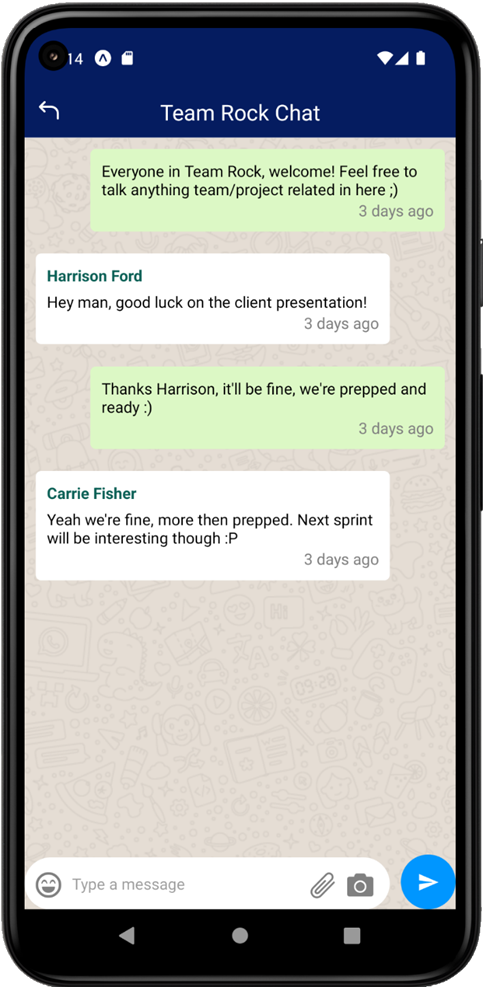 14
Team Rock Chat
Everyone in Team Rock, welcome! Feel free to
talk anything team/project related in here ;)
3 days ago
Harrison Ford
Hey man, good luck on the client presentation!
3 days ago
Thanks Harrison, it'll be fine, we're prepped and
ready :)
3 days ago
Carrie Fisher
Yeah we're fine, more then prepped. Next sprint
will be interesting though :P
3 days ago
Hi
09:28
Type a message